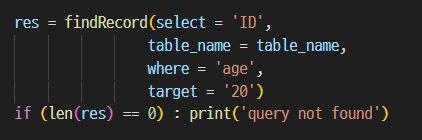 res = findRecord(select = 'ID',
table_name = table_name,
where = 'age',
target = '20')
if (len(res) == 0) : print('query not found')